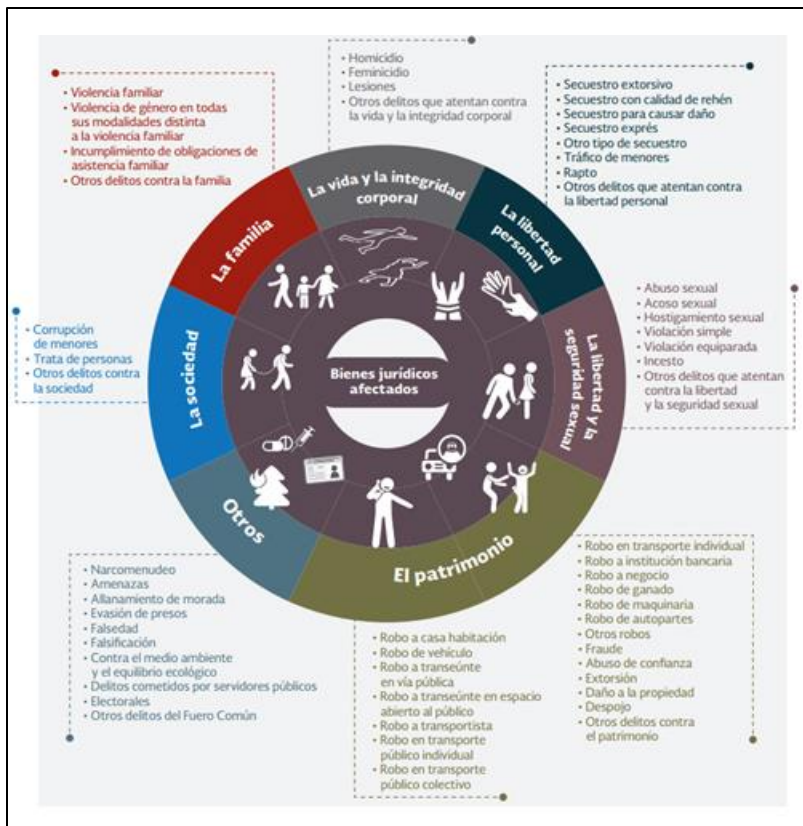 • Homicidio
• Feminicidio
• Lesiones
• Otros delitos que atentan contra
la vida y la integridad corporal
• Violencia familiar
• Violencia de género en todas
sus modalidades distinta
a la violencia familiar
• Incumplimiento de obligaciones de
asistencia familiar
• Otros delitos contra la familia
• Secuestro extorsivo
• Secuestro con calidad de rehén
• Secuestro para causar daño
• Secuestro exprés
• Otro tipo de secuestro
• Tráfico de menores
• Rapto
• Otros delitos que atentan contra
la libertad personal
La vida y la integridad
corporal
La familia
La libertad
personal
• Abuso sexual
• Acoso sexual
• Hostigamiento sexual
• Violación simple
• Violación equiparada
• Incesto
• Otros delitos que atentan
contra la libertad
y la seguridad sexual
• Corrupción
de menores
• Trata de personas
• Otros delitos contra
la sociedad
La sociedad
Bienes jurídicos
afectados
La libertad y la
seguridad sexual
Otros
El patrimonio
• Narcomenudeo
• Amenazas
• Allanamiento de morada
• Evasión de presos
• Falsedad
• Falsificación
• Contra el medio ambiente
y el equilibrio ecológico
• Delitos cometidos por servidores públicos
• Electorales
• Otros delitos del Fuero Común
• Robo a casa habitación
• Robo de vehículo
• Robo a transeúnte
en vía pública
• Robo a transeúnte en espacio
abierto al público
• Robo a transportista
• Robo en transporte
público individual
• Robo en transporte
público colectivo
• Robo en transporte individual
• Robo a institución bancaria
• Robo a negocio
• Robo de ganado
• Robo de maquinaria
• Robo de autopartes
• Otros robos
• Fraude
• Abuso de confianza
• Extorsión
• Daño a la propiedad
• Despojo
• Otros delitos contra
el patrimonio